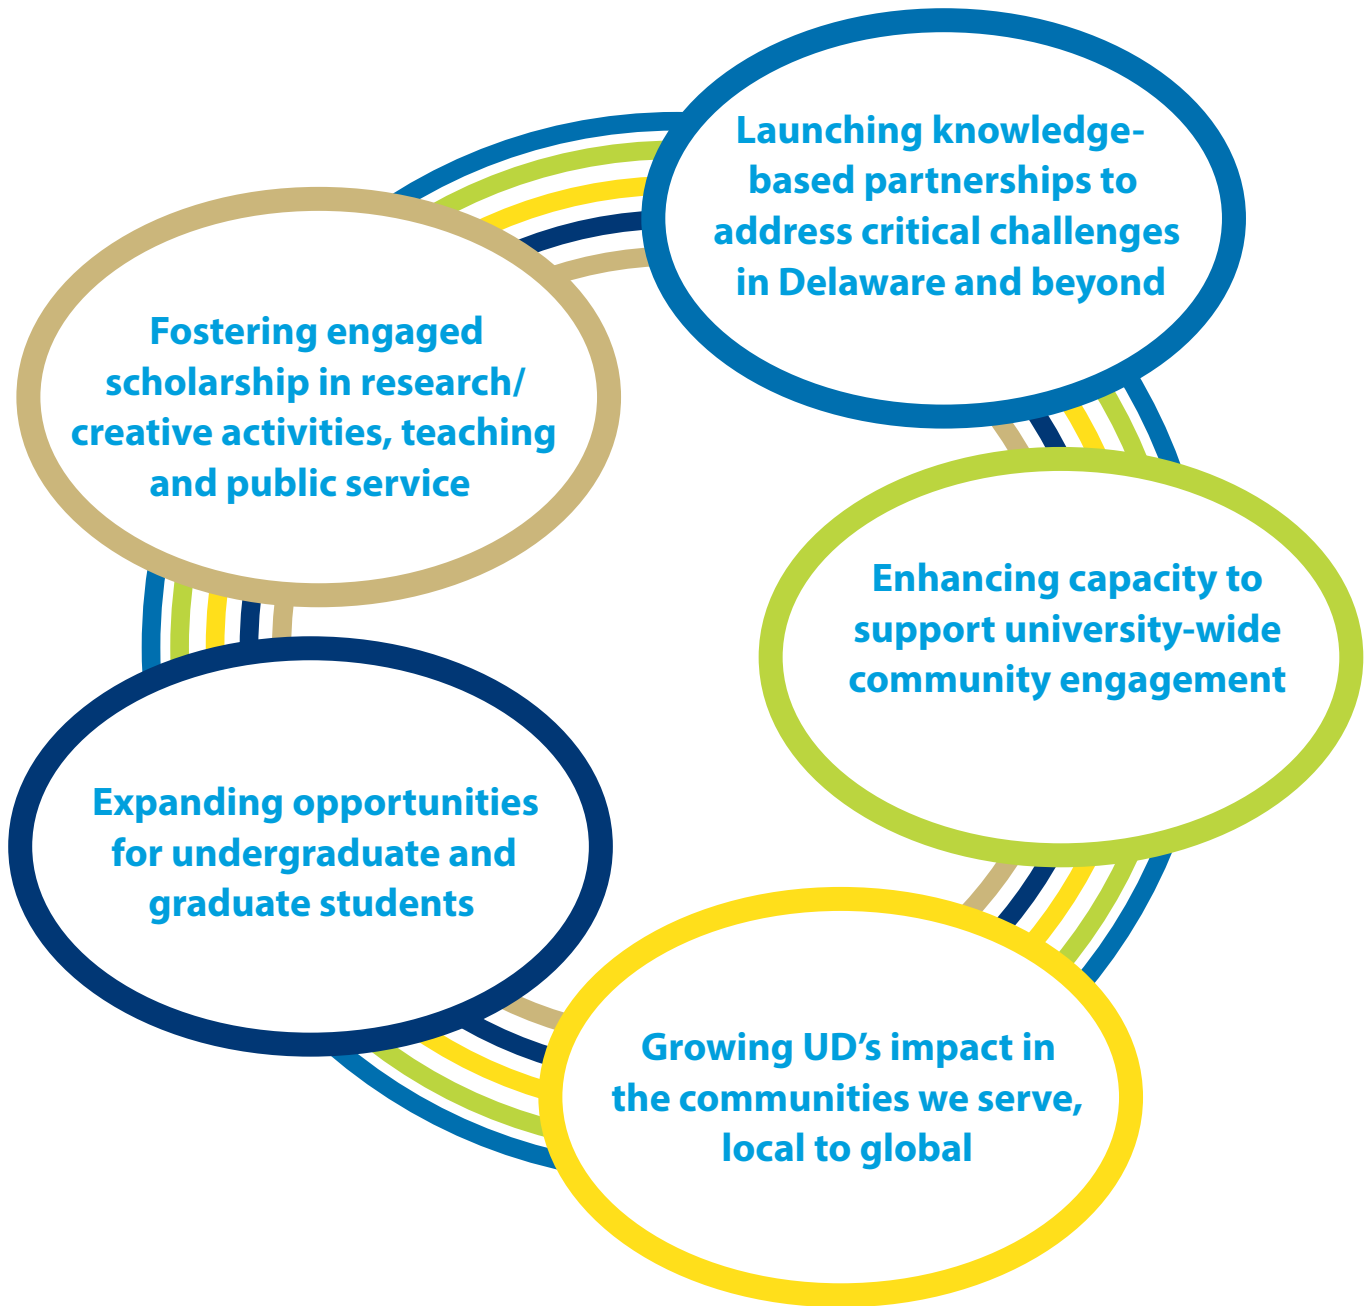 Launching knowledge-
based partnerships to
address critical challenges
in Delaware and beyond
Fostering engaged
scholarship in research/
creative activities, teaching
and public service
Enhancing capacity to
support university-wide
community engagement
Expanding opportunities
for undergraduate and
graduate students
Growing UD’s impact in
the communities we serve,
local to global